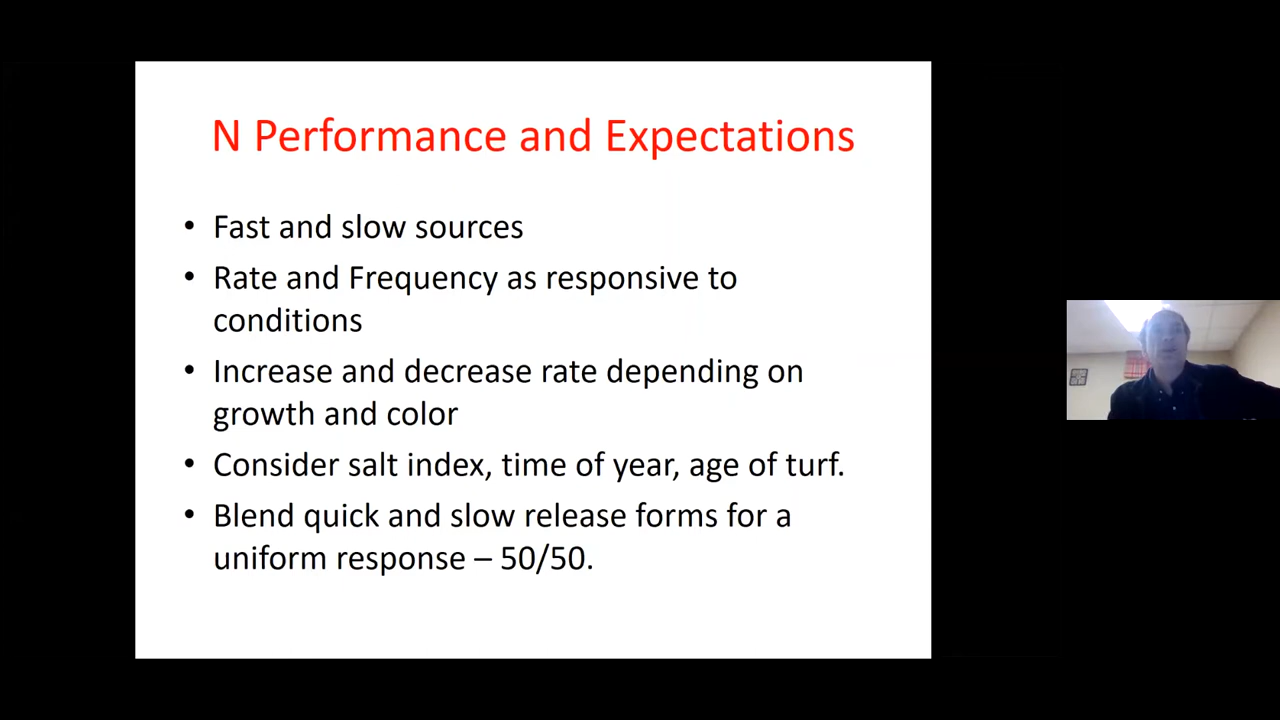 N Performance and Expectations
• Fast and slow sources
• Rate and Frequency as responsive to
conditions
• Increase and decrease rate depending on
growth and color
• Consider salt index, time of year, age of turf.
• Blend quick and slow release forms for a
uniform response – 50/50.